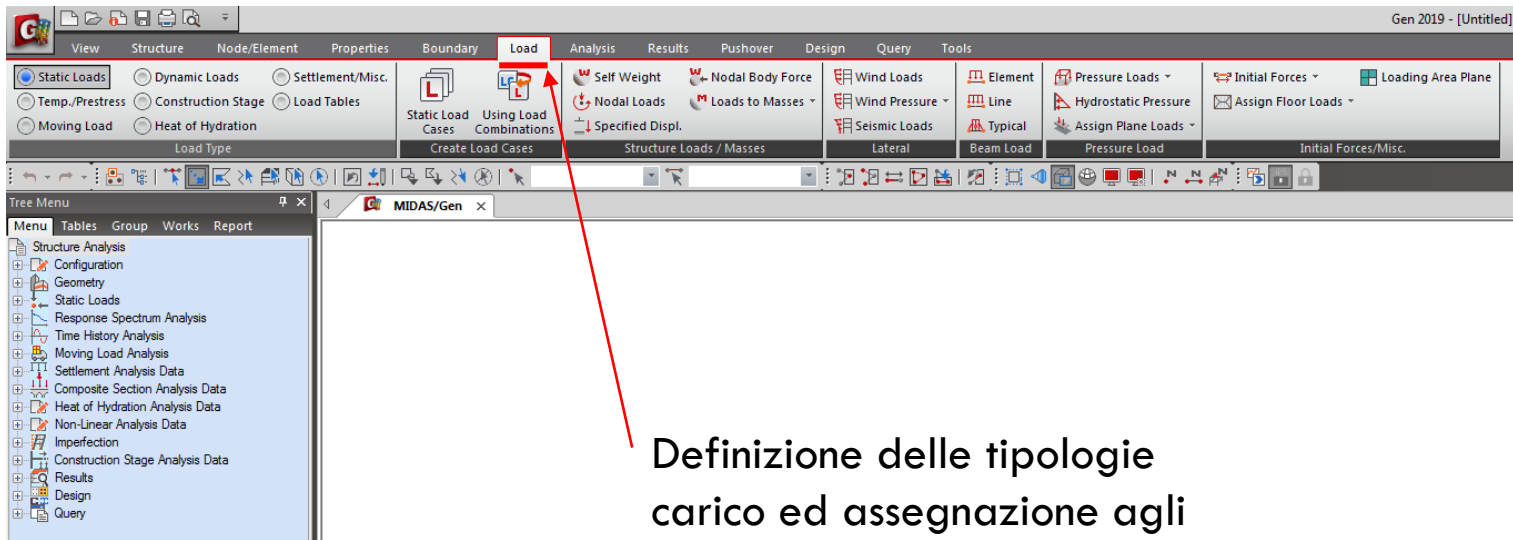 Gen 2019 - [Untitled]
View Structure Node/Element Properties Boundary Load Analysis Results Pushover Design Query Tools
Static Loads Dynamic Loads Settlement/Misc.
Temp./Prestress Construction Stage Load Tables
Moving Load Heat of Hydration
Load Type
Static Load Cases
Using Load Combinations
Create Load Cases
Self Weight Nodal Body Force
Nodal Loads Loads to Masses
Specified Displ.
Structure Loads / Masses
Wind Loads
Wind Pressure
Seismic Loads
Lateral
Element
Line
Typical
Beam Load
Pressure Loads
Hydrostatic Pressure
Assign Plane Loads
Pressure Load
Initial Forces Loading Area Plane
Assign Floor Loads
Initial Forces/Misc.
Tree Menu
Menu Tables Group Works Report
MIDAS/Gen
Structure Analysis
Configuration
Geometry
Static Loads
Response Spectrum Analysis
Time History Analysis
Moving Load Analysis
Settlement Analysis Data
Composite Section Analysis Data
Heat of Hydration Analysis Data
Non-Linear Analysis Data
Imperfection
Construction Stage Analysis Data
Results
Design
Query
Definizione delle tipologie
carico ed assegnazione agli